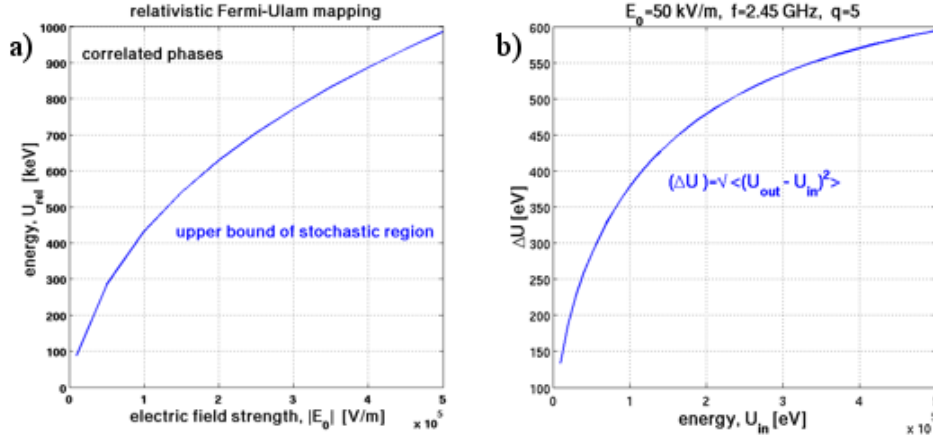 relativistic Fermi-Ulam mapping
a)
correlated phases
upper bound of stochastic region
energy, U_rel [keV]
1000
900
800
700
600
500
400
300
200
100
0
0
1
2
3
4
5
x 10^5
electric field strength, |E_0| [V/m]
E_0=50 kV/m, f=2.45 GHz, q=5
b)
(ΔU)=√<(U_out - U_in)^2>
ΔU [eV]
600
550
500
450
400
350
300
250
200
150
100
0
1
2
3
4
5
x 10^5
energy, U_in [eV]